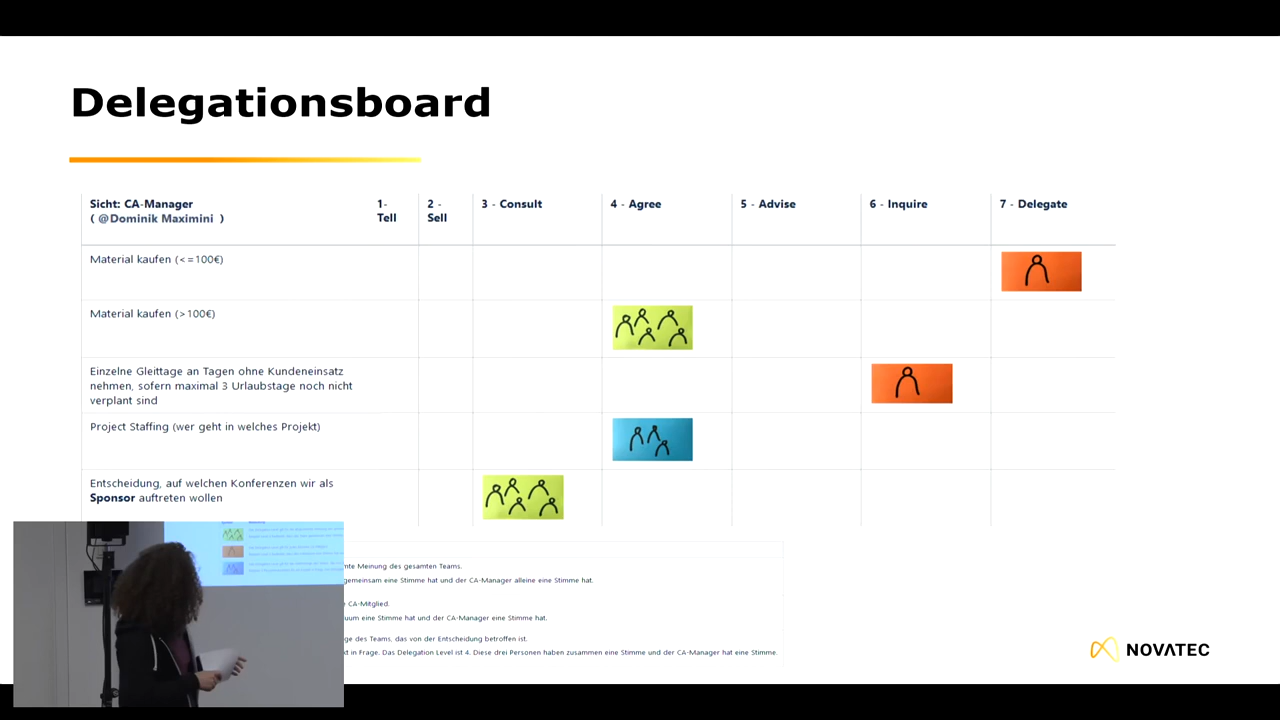 Delegationsboard
Sicht: CA-Manager
( @Dominik Maximini )
1-
Tell
2 -
Sell
3 - Consult
4 - Agree
5 - Advise
6 - Inquire
7 - Delegate
Material kaufen (<=100€)
Material kaufen (>100€)
Einzelne Gleittage an Tagen ohne Kundeneinsatz
nehmen, sofern maximal 3 Urlaubstage noch nicht
verplant sind
Project Staffing (wer geht in welches Projekt)
Entscheidung, auf welchen Konferenzen wir als
Sponsor auftreten wollen
Meinung des gesamten Teams.
gemeinsam eine Stimme hat und der CA-Manager alleine eine Stimme hat.
CA-Mitglied.
eine Stimme hat und der CA-Manager eine Stimme hat.
des Teams, das von der Entscheidung betroffen ist.
in Frage. Das Delegation Level ist 4. Diese drei Personen haben zusammen eine Stimme und der CA-Manager hat eine Stimme.
NOVATEC